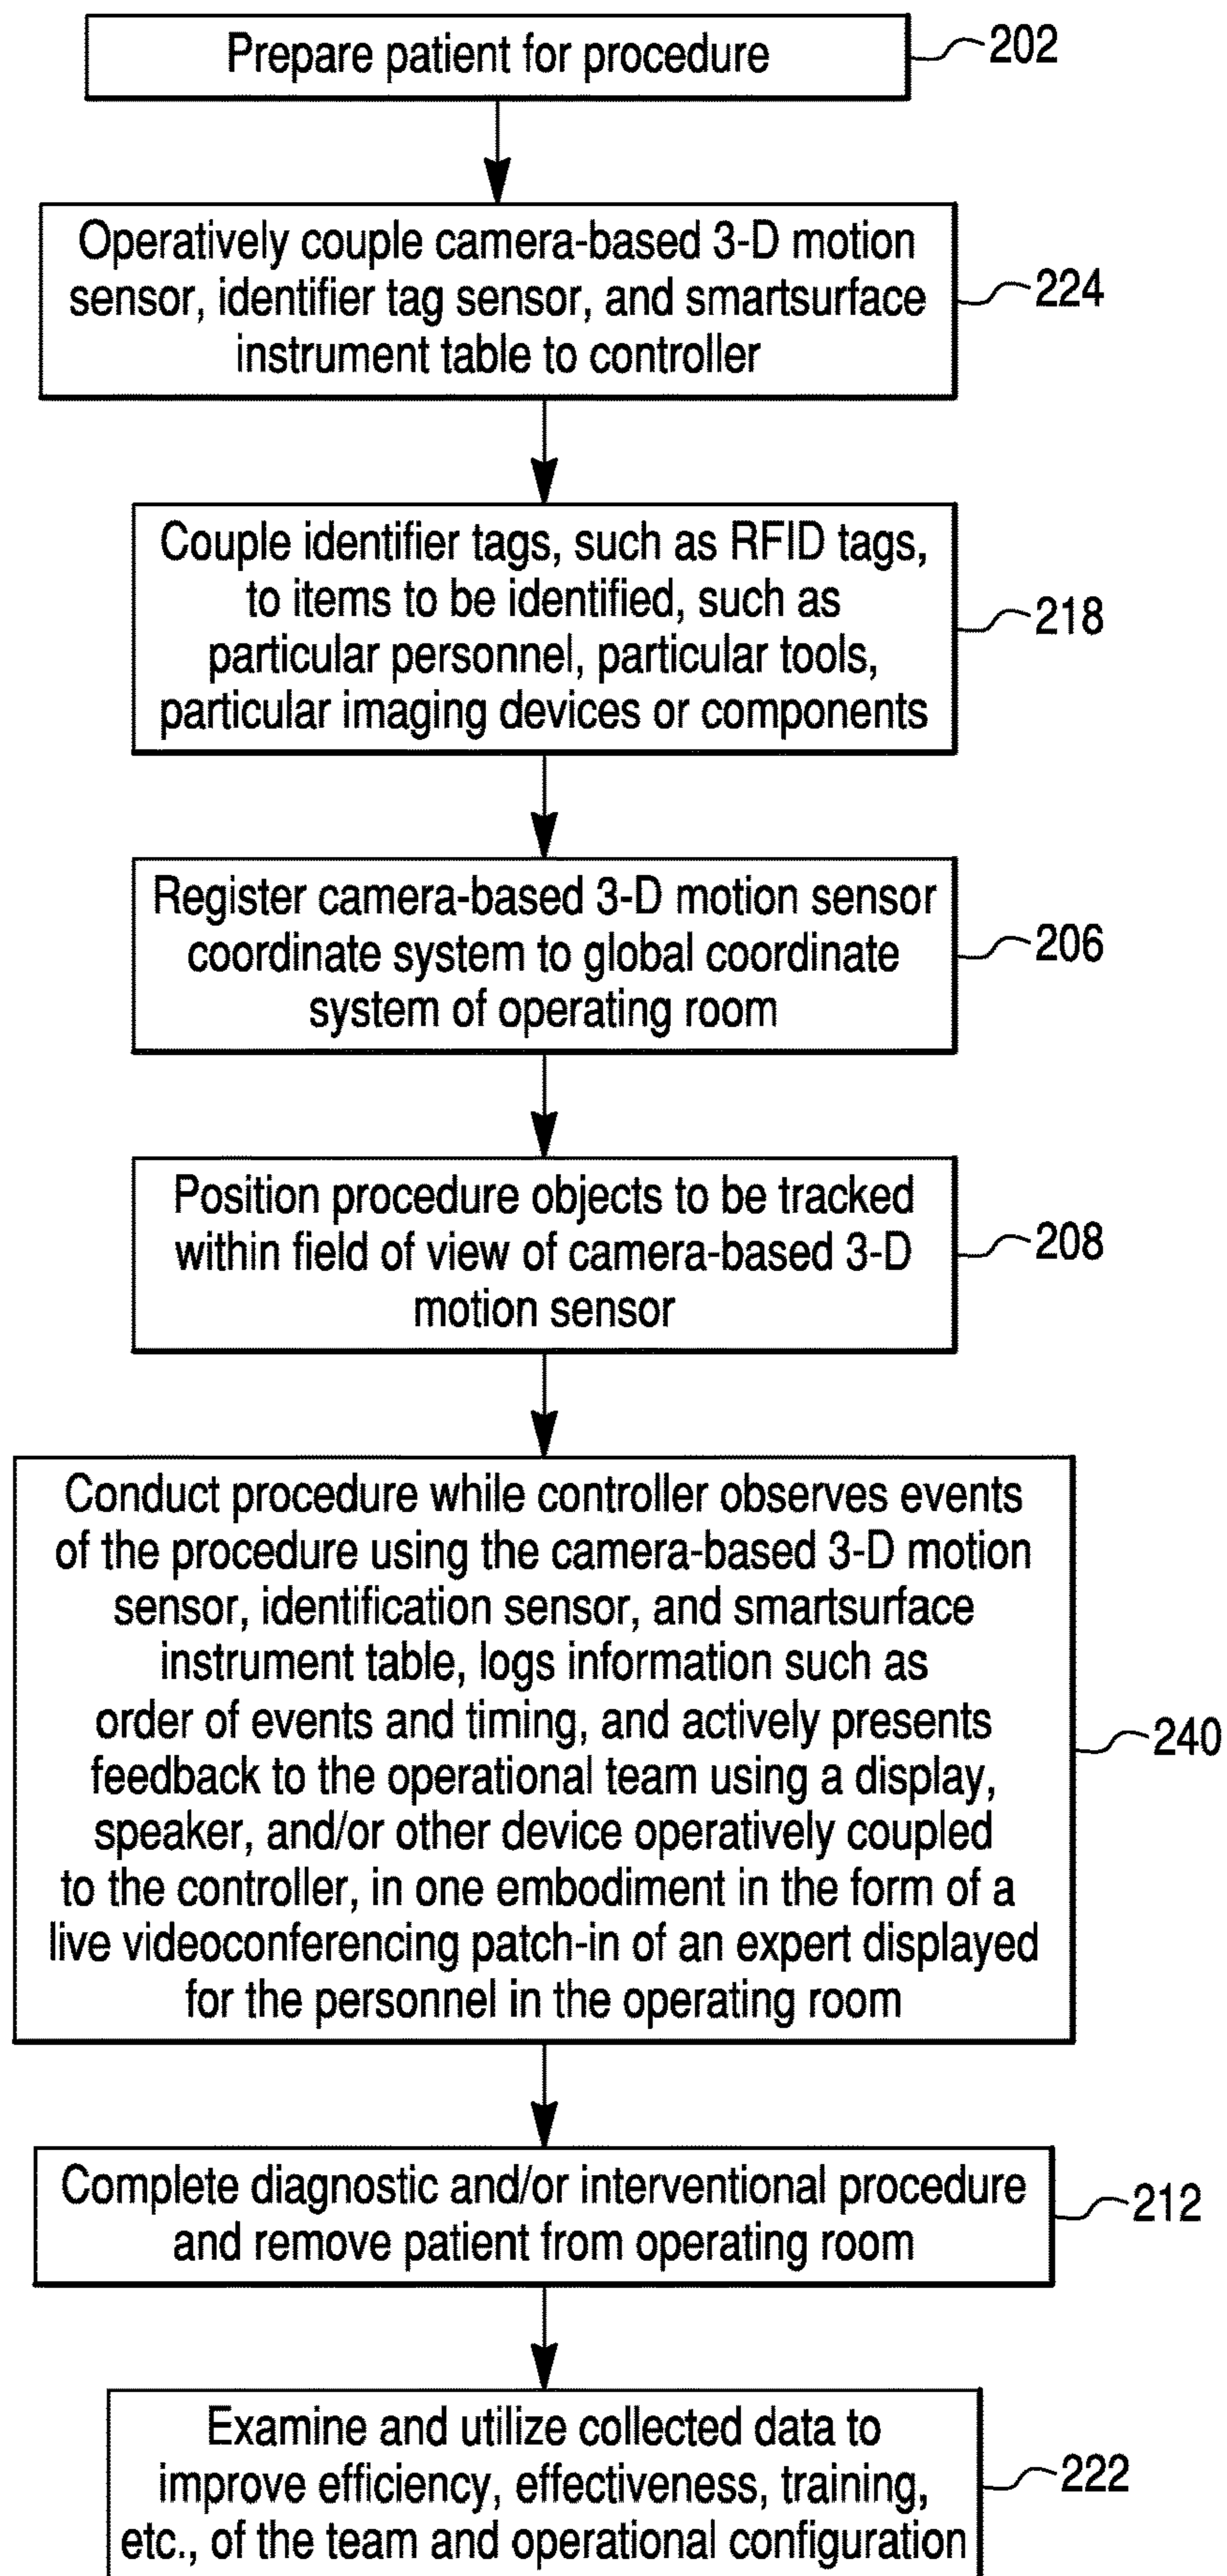 Prepare patient for procedure
202
Operatively couple camera-based 3-D motion
sensor, identifier tag sensor, and smartsurface
instrument table to controller
224
Couple identifier tags, such as RFID tags,
to items to be identified, such as
particular personnel, particular tools,
particular imaging devices or components
218
Register camera-based 3-D motion sensor
coordinate system to global coordinate
system of operating room
206
Position procedure objects to be tracked
within field of view of camera-based 3-D
motion sensor
208
Conduct procedure while controller observes events
of the procedure using the camera-based 3-D motion
sensor, identification sensor, and smartsurface
instrument table, logs information such as
order of events and timing, and actively presents
feedback to the operational team using a display,
speaker, and/or other device operatively coupled
to the controller, in one embodiment in the form of a
live videoconferencing patch-in of an expert displayed
for the personnel in the operating room
240
Complete diagnostic and/or interventional procedure
and remove patient from operating room
212
Examine and utilize collected data to
improve efficiency, effectiveness, training,
etc., of the team and operational configuration
222